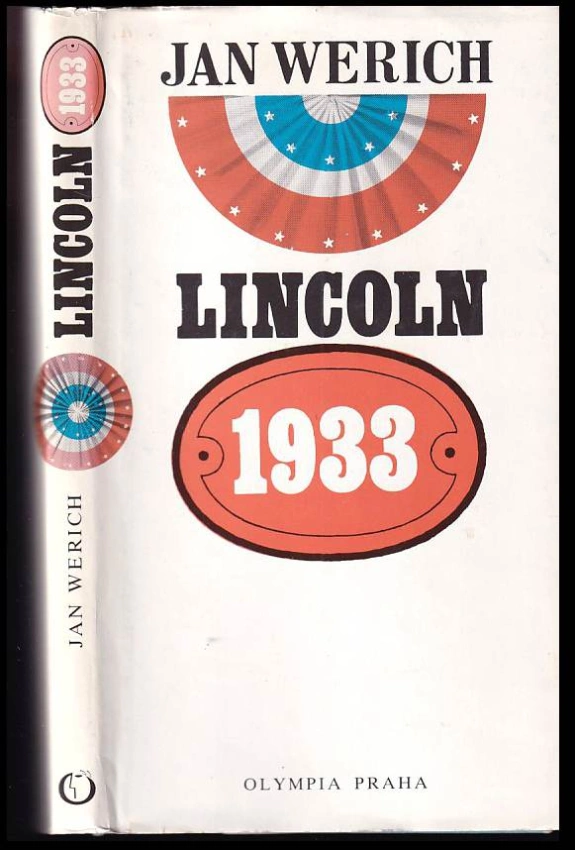 1933
LINCOLN
JAN WERICH
JAN WERICH
LINCOLN
1933
OLYMPIA PRAHA